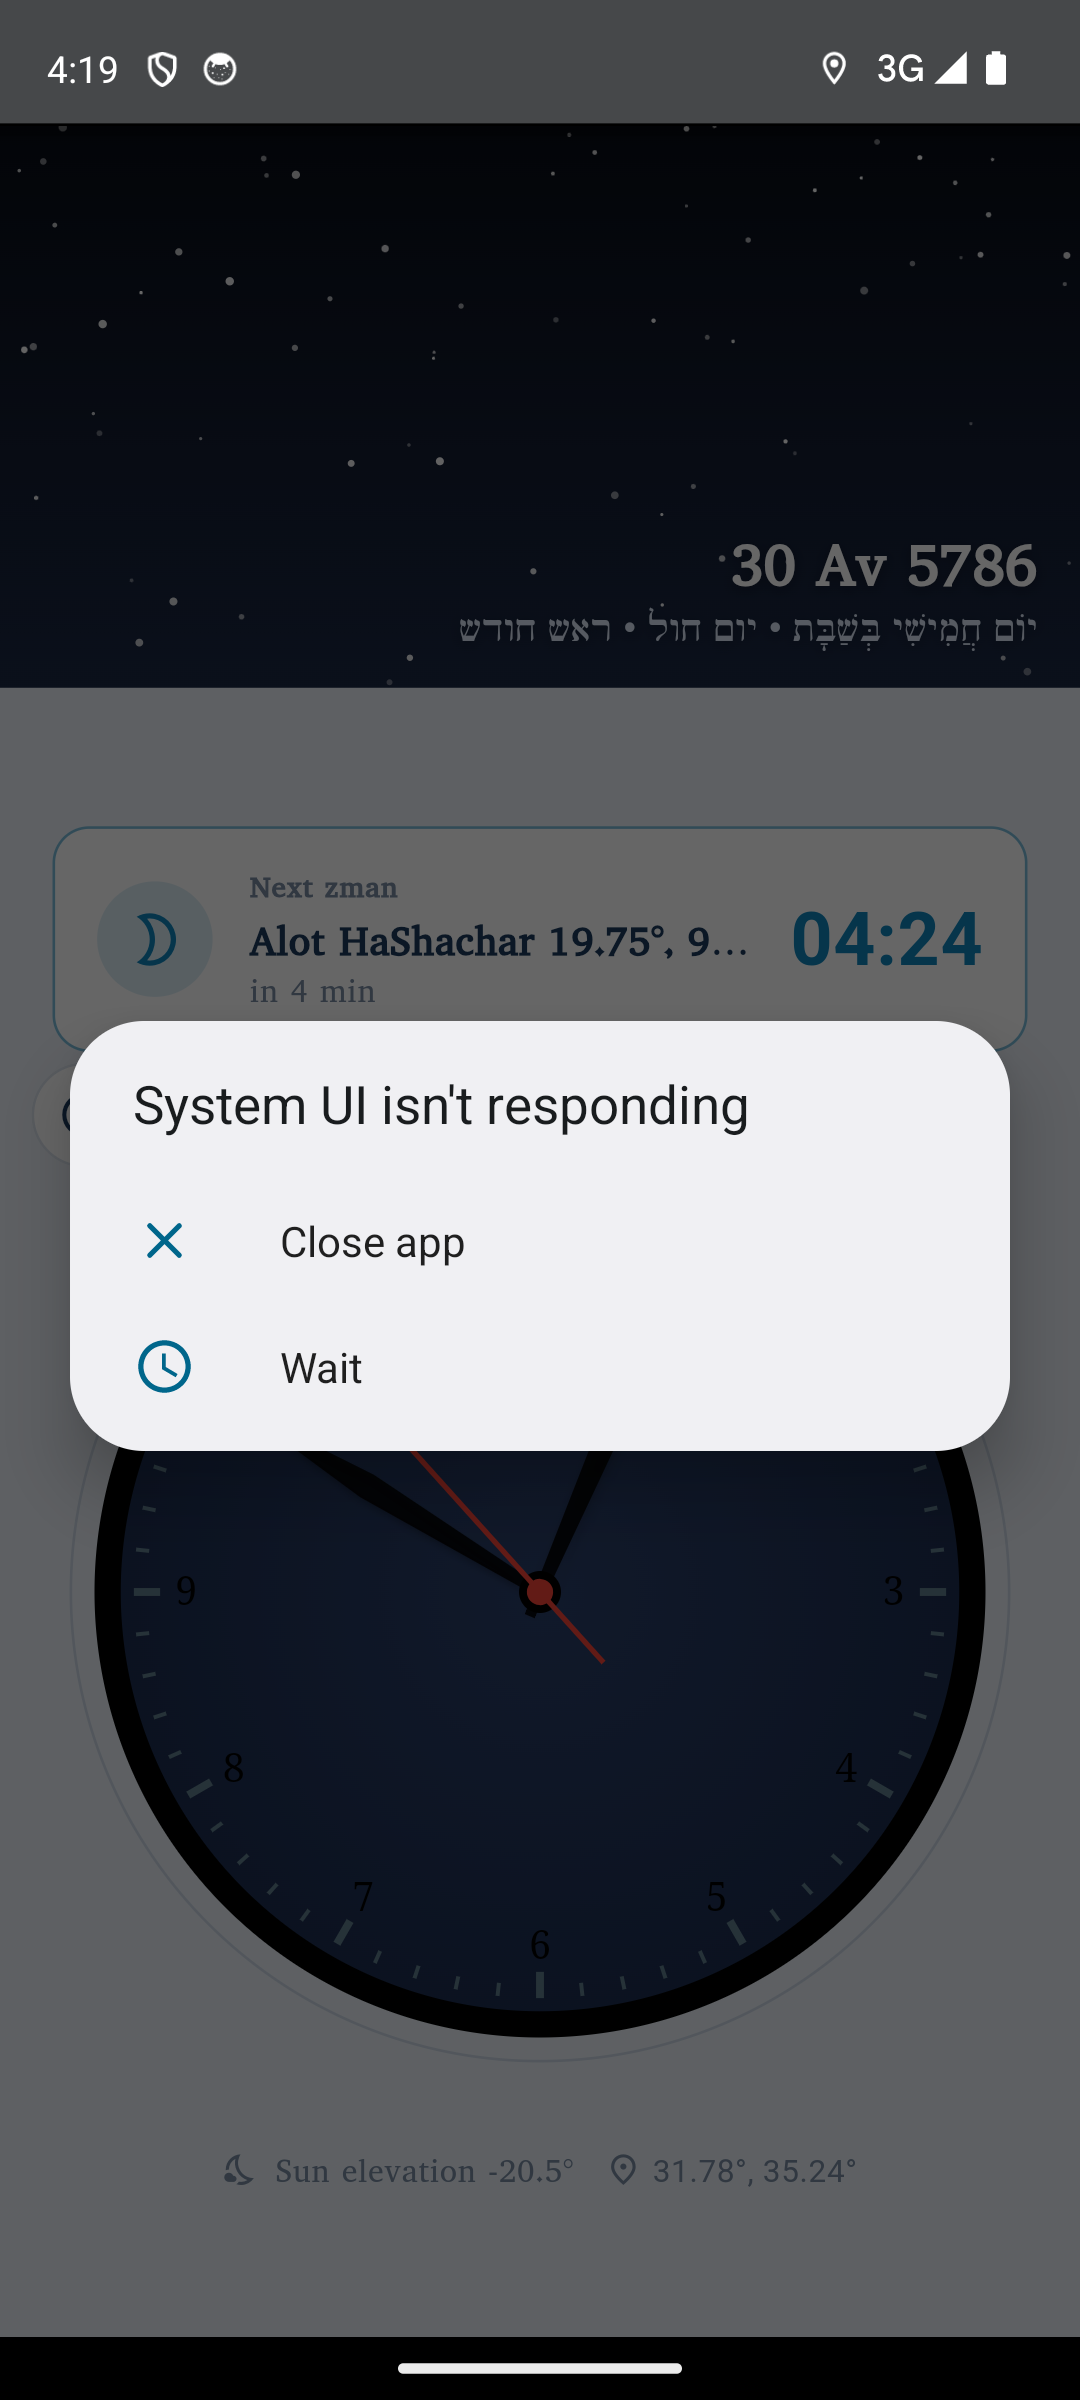 4:19
3G
30 Av 5786
יוֹם חֲמִישִׁי בְּשַׁבָּת • יום חוֹל • ראש חודש
Next zman
Alot HaShachar 19.75°, 9...
in 4 min
04:24
System UI isn't responding
Close app
Wait
9
3
8
4
7
5
6
Sun elevation -20.5°
31.78°, 35.24°